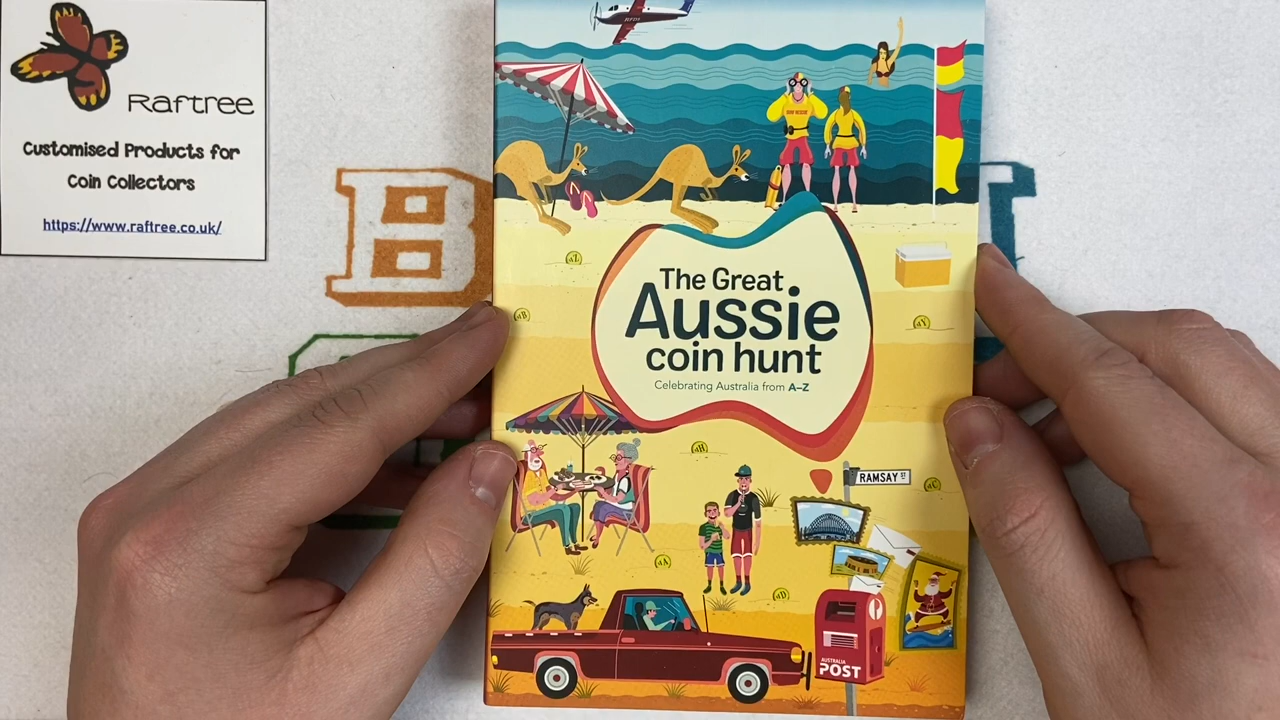 Raftree
Customised Products for
Coin Collectors
https://www.raftree.co.uk/
B
The Great
Aussie
coin hunt
Celebrating Australia from A–Z
RAMSAY ST
AUSTRALIA
POST